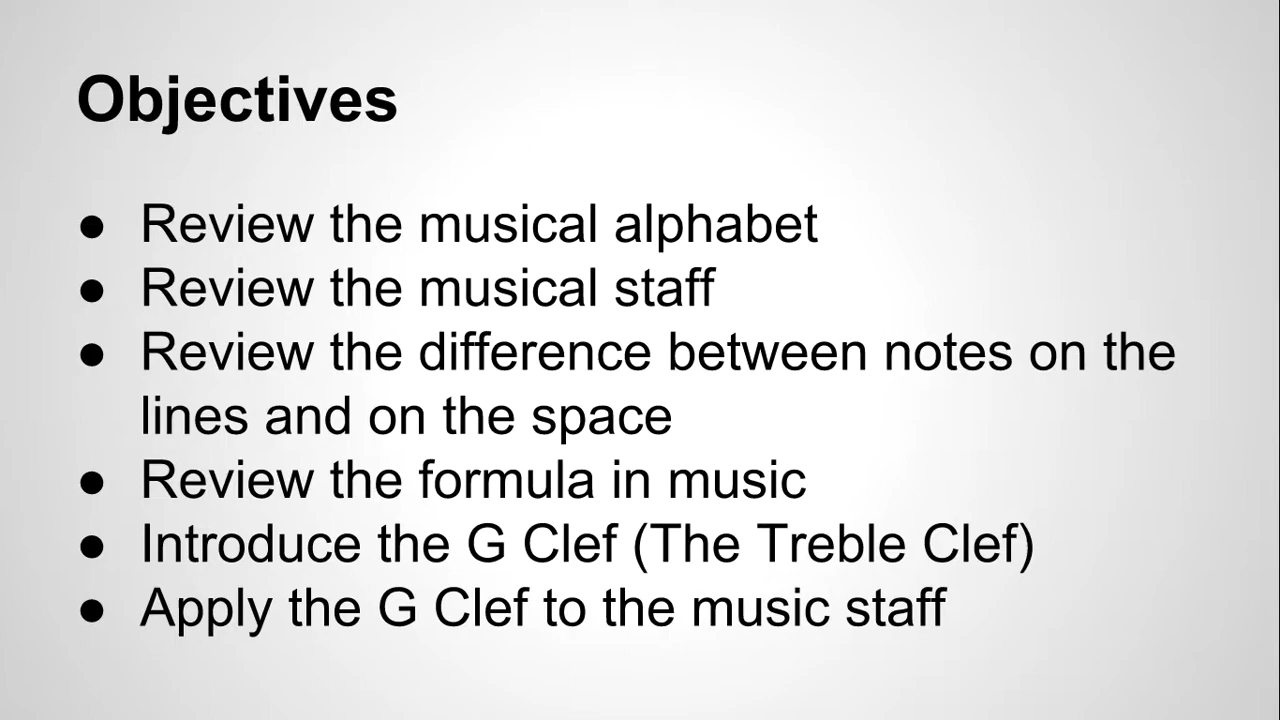 Objectives
● Review the musical alphabet
● Review the musical staff
● Review the difference between notes on the
lines and on the space
● Review the formula in music
● Introduce the G Clef (The Treble Clef)
● Apply the G Clef to the music staff